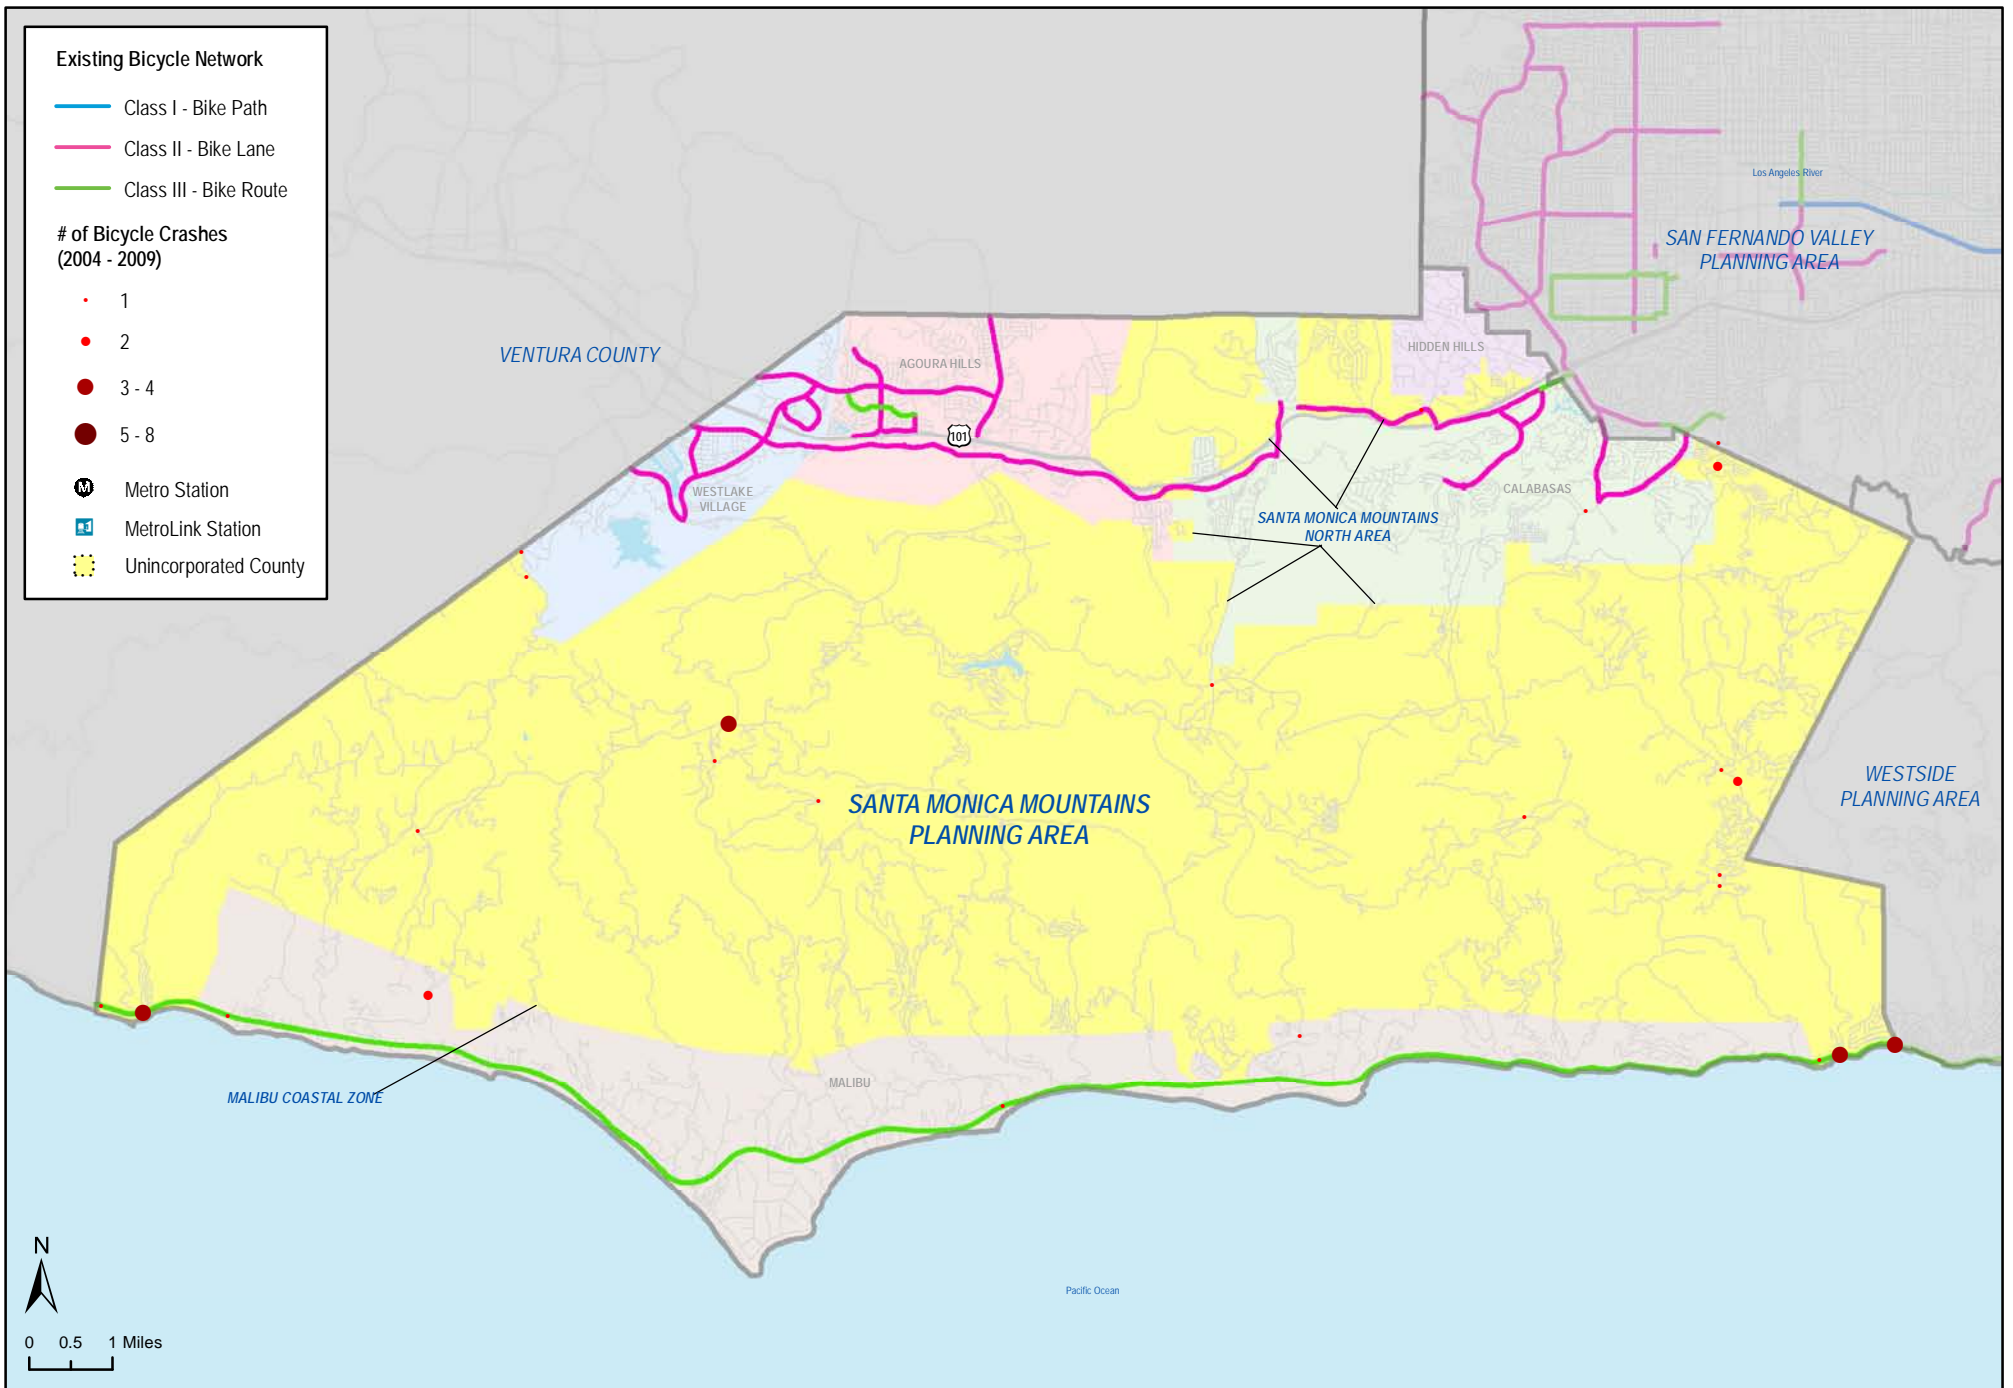 Existing Bicycle Network
Class I - Bike Path
Class II - Bike Lane
Class III - Bike Route
# of Bicycle Crashes
(2004 - 2009)
1
2
3 - 4
5 - 8
M
Metro Station
MetroLink Station
Unincorporated County
Los Angeles River
SAN FERNANDO VALLEY
PLANNING AREA
VENTURA COUNTY
AGOURA HILLS
HIDDEN HILLS
101
WESTLAKE
VILLAGE
CALABASAS
SANTA MONICA MOUNTAINS
NORTH AREA
WESTSIDE
PLANNING AREA
SANTA MONICA MOUNTAINS
PLANNING AREA
MALIBU
MALIBU COASTAL ZONE
Pacific Ocean
N
0 0.5 1 Miles